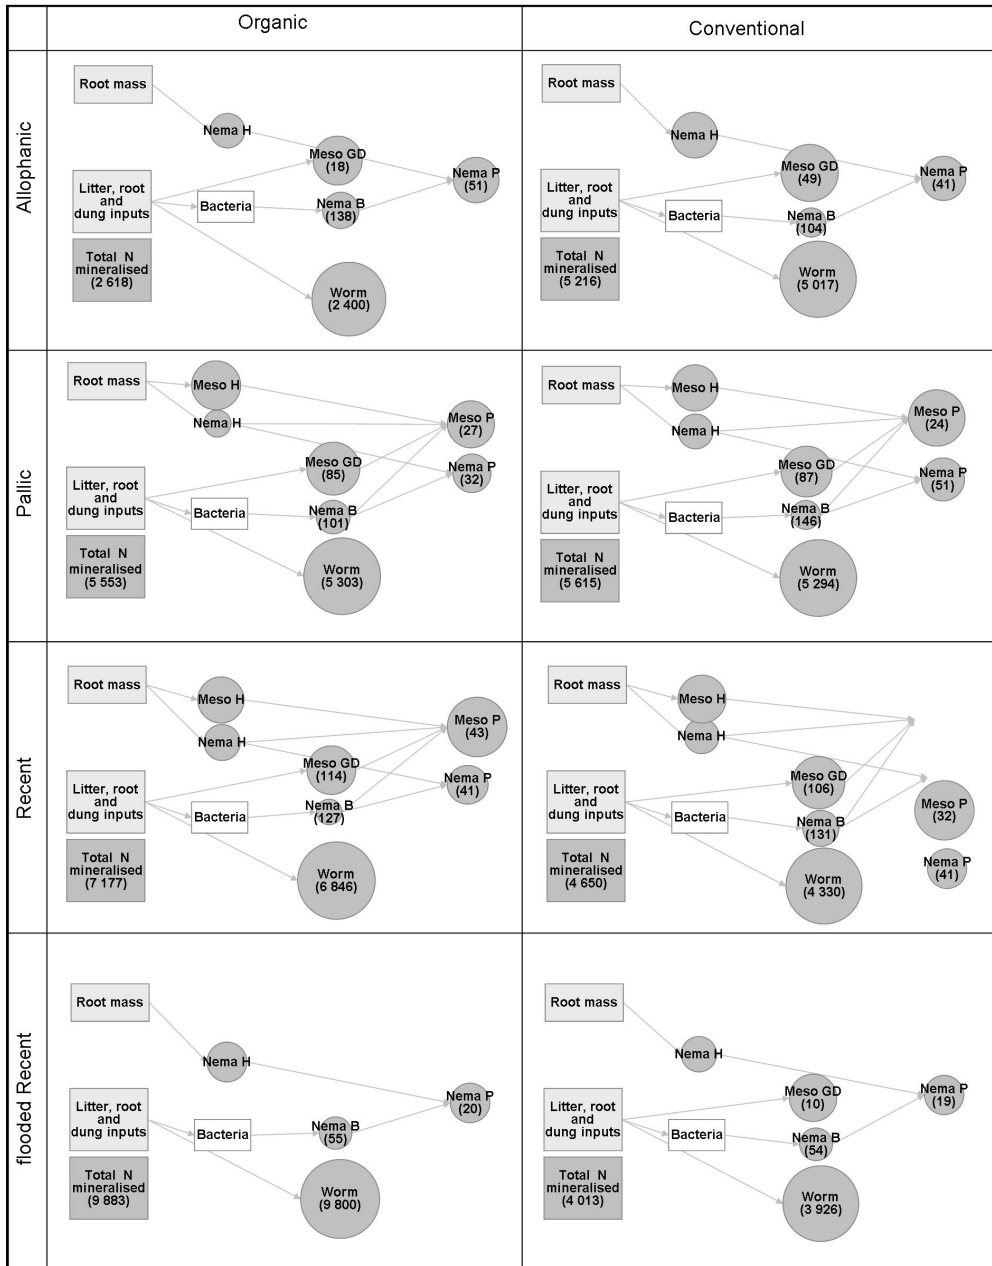 Organic
Conventional
Allophanic
Root mass
Nema H
Meso GD
(18)
Nema P
(51)
Litter, root
and
dung inputs
Bacteria
Nema B
(138)
Total N
mineralised
(2 618)
Worm
(2 400)
Root mass
Nema H
Meso GD
(49)
Nema P
(41)
Litter, root
and
dung inputs
Bacteria
Nema B
(104)
Total N
mineralised
(5 216)
Worm
(5 017)
Pallic
Root mass
Meso H
Nema H
Meso P
(27)
Meso GD
(85)
Nema P
(32)
Litter, root
and
dung inputs
Bacteria
Nema B
(101)
Total N
mineralised
(5 553)
Worm
(5 303)
Root mass
Meso H
Nema H
Meso P
(24)
Meso GD
(87)
Nema P
(51)
Litter, root
and
dung inputs
Bacteria
Nema B
(146)
Total N
mineralised
(5 615)
Worm
(5 294)
Recent
Root mass
Meso H
Nema H
Meso P
(43)
Meso GD
(114)
Nema P
(41)
Litter, root
and
dung inputs
Bacteria
Nema B
(127)
Total N
mineralised
(7 177)
Worm
(6 846)
Root mass
Meso H
Nema H
Meso GD
(106)
Meso P
(32)
Litter, root
and
dung inputs
Bacteria
Nema B
(131)
Nema P
(41)
Total N
mineralised
(4 650)
Worm
(4 330)
flooded Recent
Root mass
Nema H
Nema P
(20)
Litter, root
and
dung inputs
Bacteria
Nema B
(55)
Total N
mineralised
(9 883)
Worm
(9 800)
Root mass
Nema H
Meso GD
(10)
Nema P
(19)
Litter, root
and
dung inputs
Bacteria
Nema B
(54)
Total N
mineralised
(4 013)
Worm
(3 926)